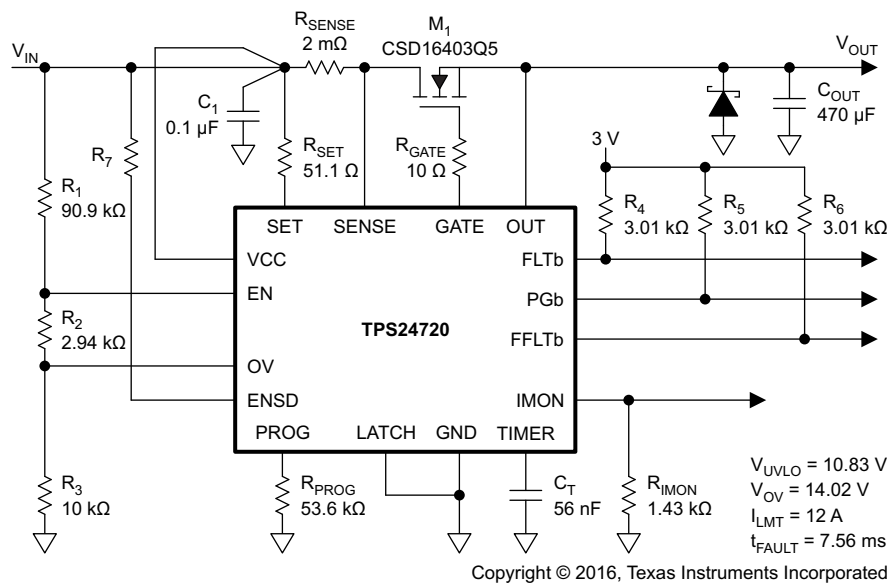 R_SENSE
2 mΩ
M_1
CSD16403Q5
V_IN
V_OUT
C_1
0.1 µF
R_SET
51.1 Ω
R_GATE
10 Ω
C_OUT
470 µF
3 V
R_7
R_1
90.9 kΩ
R_4
3.01 kΩ
R_5
3.01 kΩ
R_6
3.01 kΩ
SET
SENSE
GATE
OUT
VCC
FLTb
EN
PGb
R_2
2.94 kΩ
TPS24720
FFLTb
OV
ENSD
IMON
PROG
LATCH
GND
TIMER
R_3
10 kΩ
R_PROG
53.6 kΩ
C_T
56 nF
R_IMON
1.43 kΩ
V_UVLO = 10.83 V
V_OV = 14.02 V
I_LMT = 12 A
t_FAULT = 7.56 ms
Copyright © 2016, Texas Instruments Incorporated